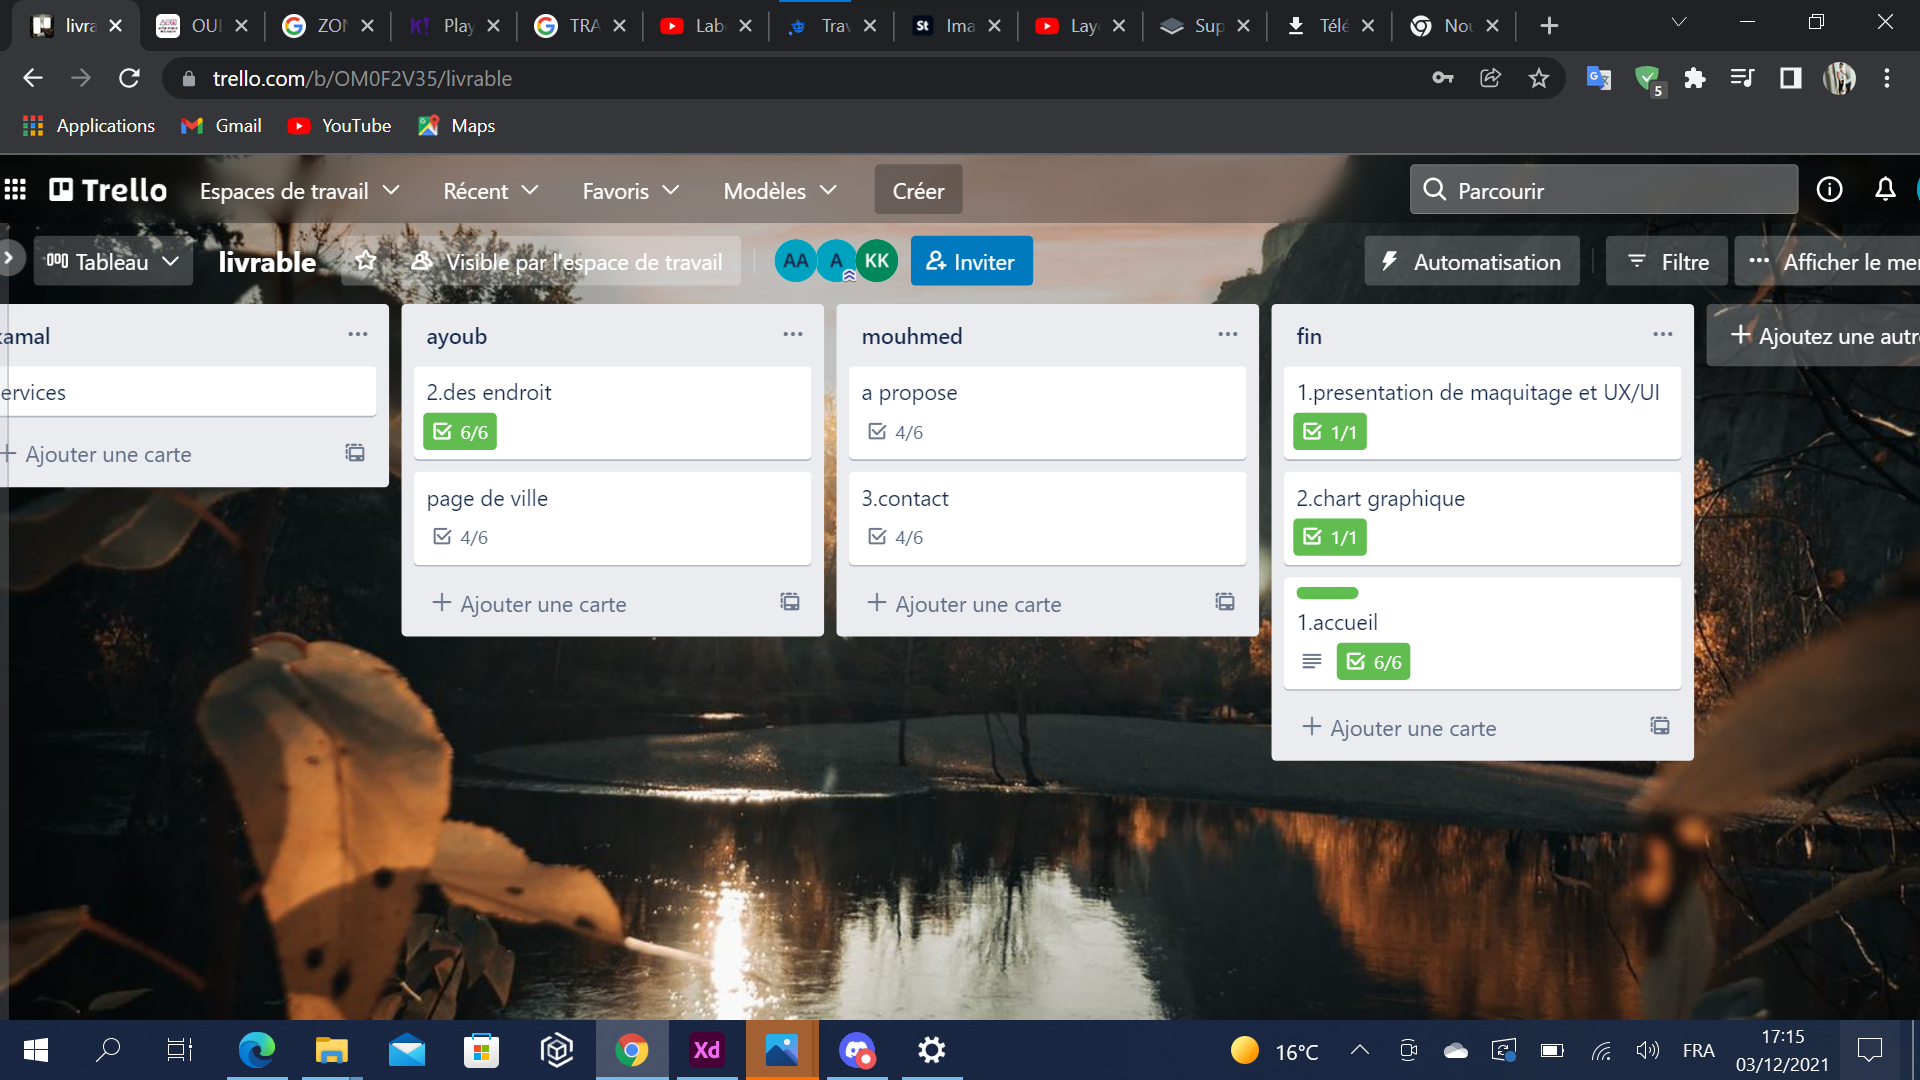 livra
OUI
ZON
Play
TRA
Lab
Trav
Ima
Lay
Sup
Télé
Nou
trello.com/b/OM0F2V35/livrable
5
Applications
Gmail
YouTube
Maps
Trello
Espaces de travail
Récent
Favoris
Modèles
Créer
Parcourir
Tableau
livrable
Visible par l'espace de travail
AA
A
KK
Inviter
Automatisation
Filtre
··· Afficher le me
kamal
ervices
+ Ajouter une carte
ayoub
2.des endroit
6/6
page de ville
4/6
+ Ajouter une carte
mouhmed
a propose
4/6
3.contact
4/6
+ Ajouter une carte
fin
1.presentation de maquitage et UX/UI
1/1
2.chart graphique
1/1
1.accueil
6/6
+ Ajouter une carte
+ Ajoutez une autr
Xd
16°C
FRA
17:15
03/12/2021